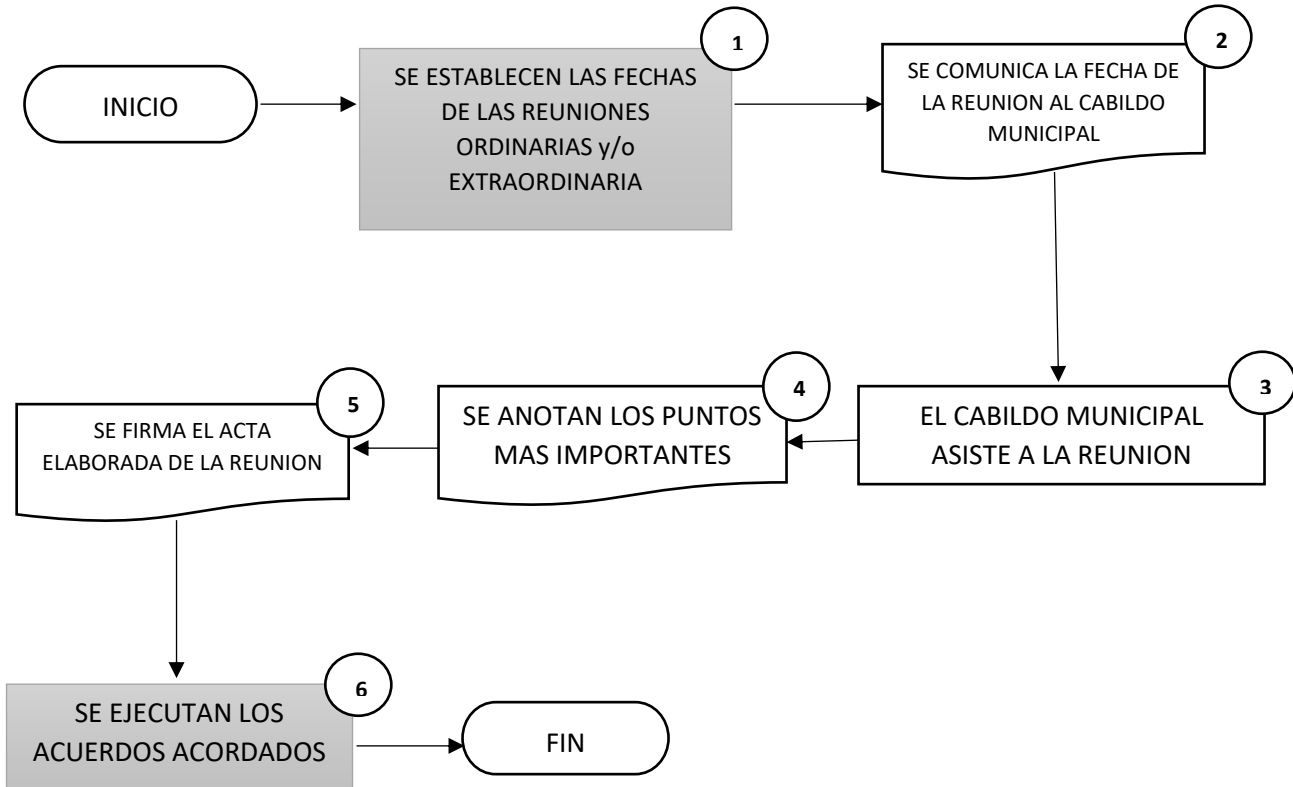 INICIO
1
SE ESTABLECEN LAS FECHAS
DE LAS REUNIONES
ORDINARIAS y/o
EXTRAORDINARIA
2
SE COMUNICA LA FECHA DE
LA REUNION AL CABILDO
MUNICIPAL
3
EL CABILDO MUNICIPAL
ASISTE A LA REUNION
4
SE ANOTAN LOS PUNTOS
MAS IMPORTANTES
5
SE FIRMA EL ACTA
ELABORADA DE LA REUNION
6
SE EJECUTAN LOS
ACUERDOS ACORDADOS
FIN